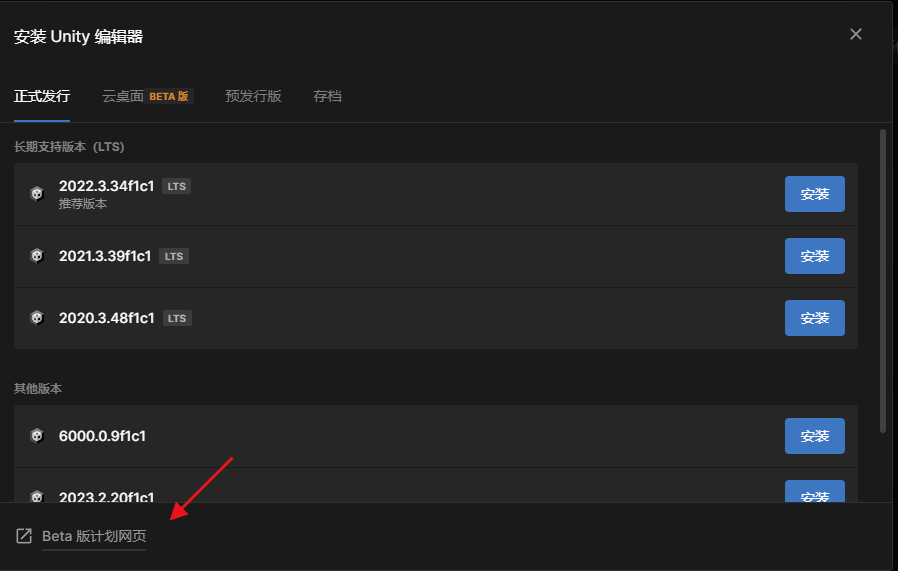 安装 Unity 编辑器
正式发行 云桌面 BETA 版 预发行版 存档
长期支持版本 (LTS)
2022.3.34f1c1 LTS 安装
推荐版本
2021.3.39f1c1 LTS 安装
2020.3.48f1c1 LTS 安装
其他版本
6000.0.9f1c1 安装
2023.2.20f1c1 安装
Beta 版计划网页